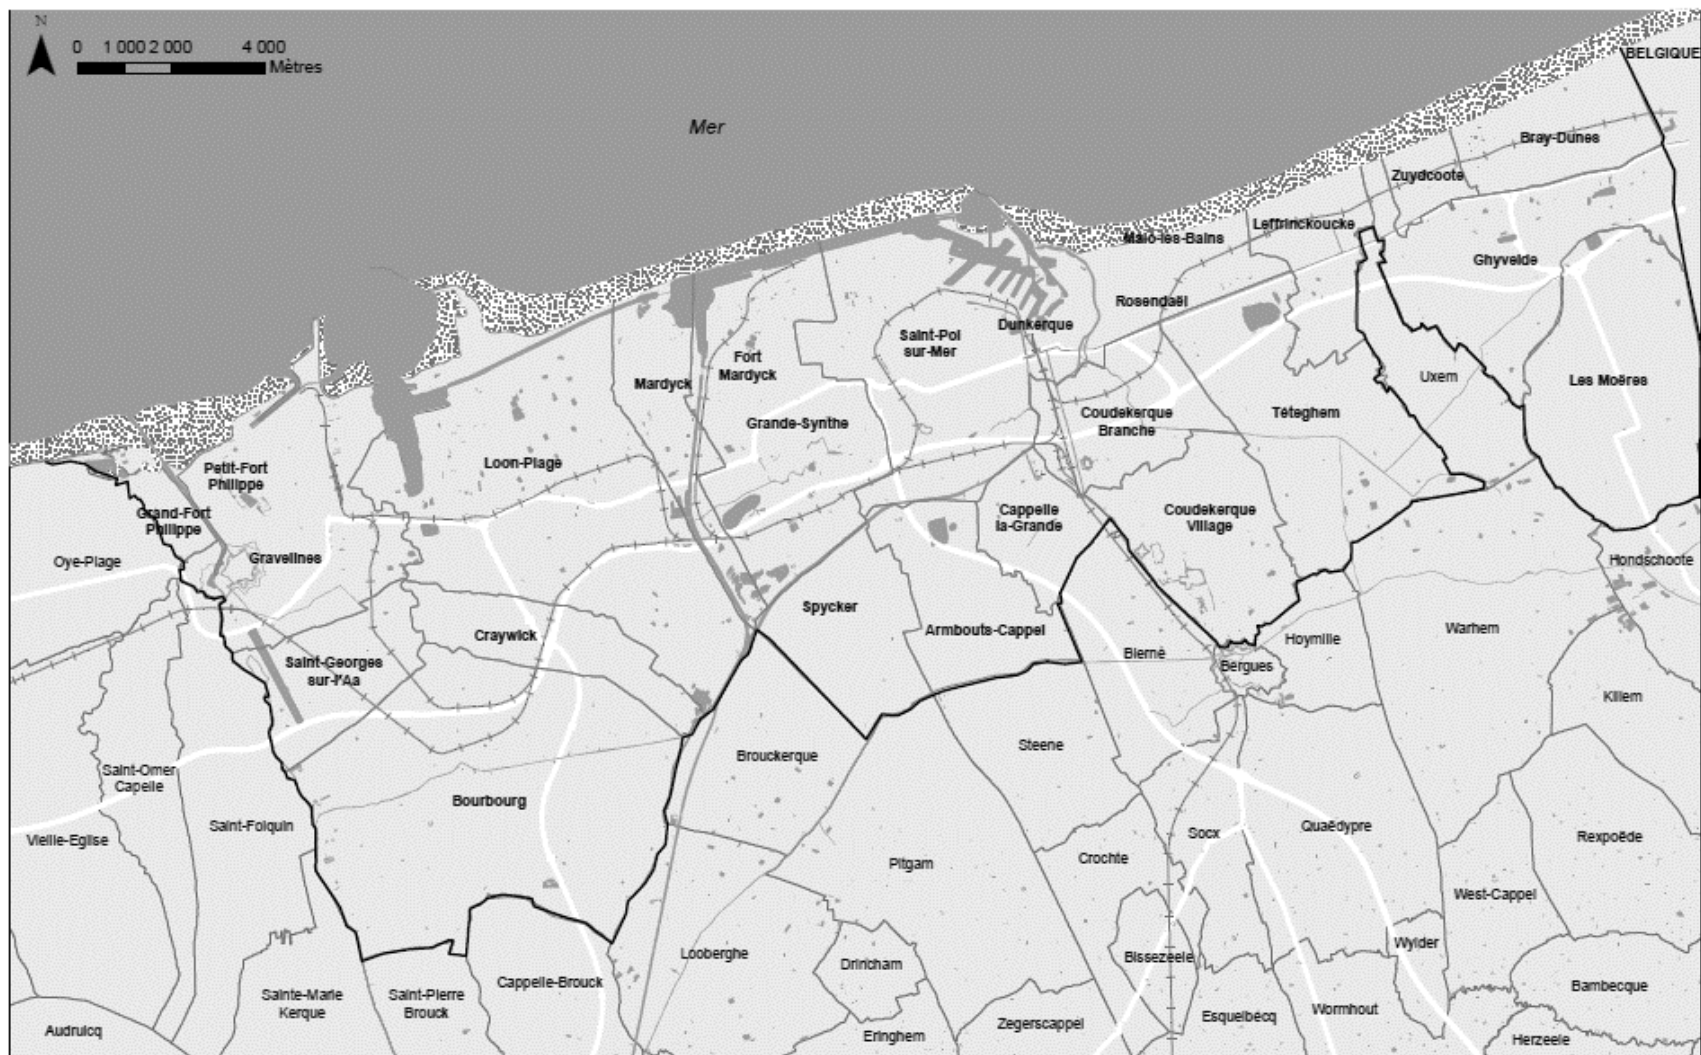 N
0 1 000 2 000 4 000
Mètres
BELGIQUE
Mer
Bray-Dunes
Zuydcoote
Leffrinckoucke
Malo-les-Bains
Ghyvelde
Rosendaël
Dunkerque
Saint-Pol
sur-Mer
Fort
Mardyck
Mardyck
Uxem
Les Moëres
Grande-Synthe
Coudekerque
Branche
Téteghem
Loon-Plage
Petit-Fort
Philippe
Grand-Fort
Philippe
Cappelle
la-Grande
Coudekerque
Village
Oye-Plage
Gravelines
Hondschoote
Spycker
Armbouts-Cappel
Craywick
Saint-Georges
sur-l'Aa
Bierne
Bergues
Hoymille
Warhem
Killem
Brouckerque
Steene
Saint-Omer
Capelle
Bourbourg
Saint-Folquin
Vieille-Eglise
Pitgam
Crochte
Socx
Quaëdypre
Rexpoëde
West-Cappel
Wylder
Looberghe
Drincham
Bissezeele
Cappelle-Brouck
Sainte-Marie
Kerque
Saint-Pierre
Brouck
Bambecque
Audruicq
Eringhem
Zegerscappel
Esquelbecq
Wormhout
Herzeele